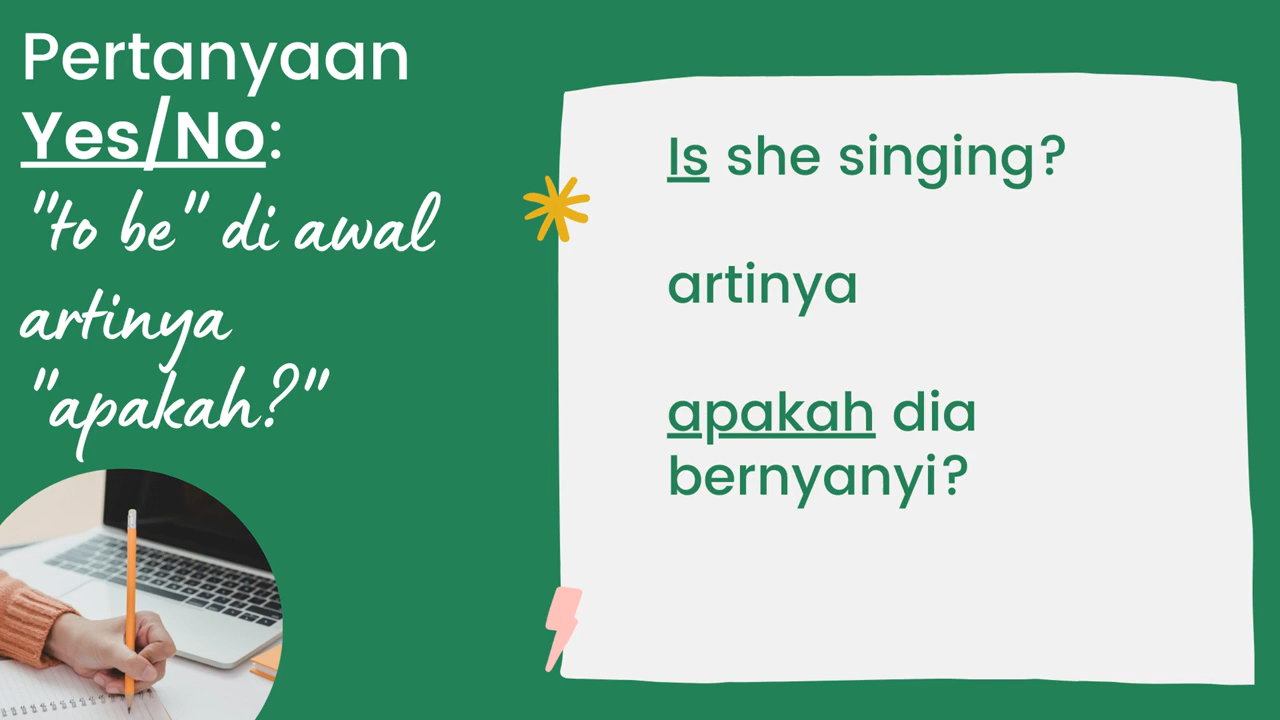 Pertanyaan
Yes/No:
"to be" di awal
artinya
"apakah?"
Is she singing?
artinya
apakah dia
bernyanyi?